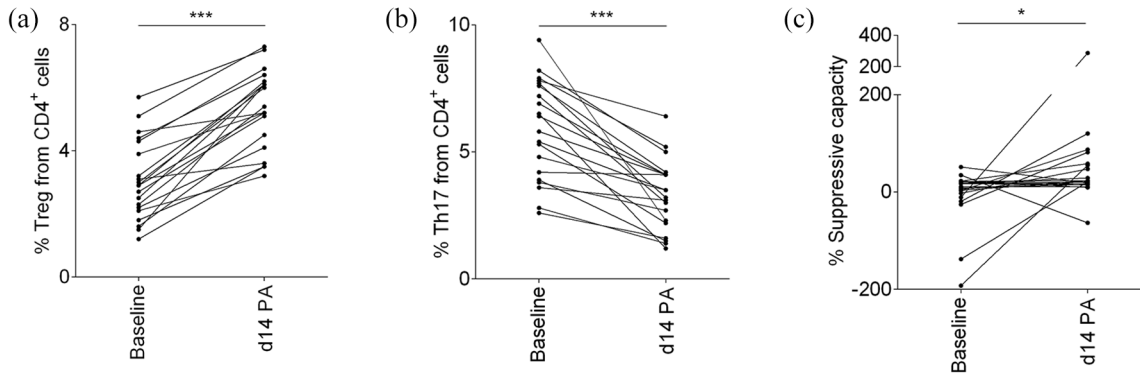 (a)
***
8
4
0
% Treg from CD4⁺ cells
Baseline
d14 PA
(b)
***
10
5
0
% Th17 from CD4⁺ cells
Baseline
d14 PA
(c)
*
400
300
200
200
0
-200
% Suppressive capacity
Baseline
d14 PA